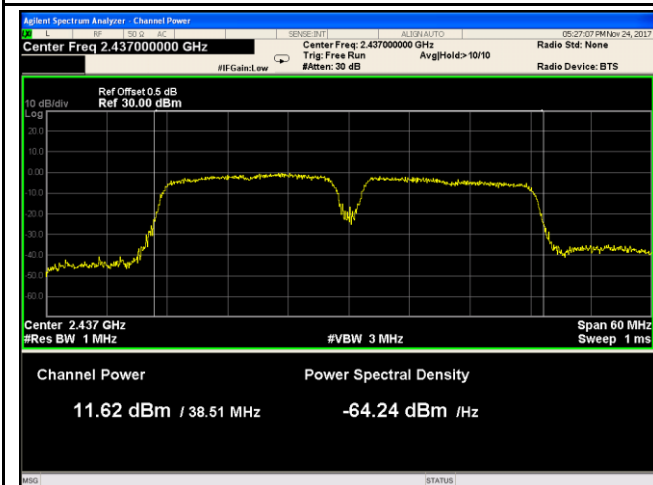 Agilent Spectrum Analyzer - Channel Power
L RF 50 Ω AC SENSE:INT ALIGN AUTO 05:27:07 PM Nov 24, 2017
Center Freq 2.437000000 GHz Center Freq: 2.437000000 GHz Radio Std: None
Trig: Free Run Avg|Hold:>10/10
#IFGain:Low #Atten: 30 dB Radio Device: BTS
Ref Offset 0.5 dB
10 dB/div Ref 30.00 dBm
Log
20.0
10.0
0.00
-10.0
-20.0
-30.0
-40.0
-50.0
-60.0
Center 2.437 GHz Span 60 MHz
#Res BW 1 MHz #VBW 3 MHz Sweep 1 ms
Channel Power Power Spectral Density
11.62 dBm / 38.51 MHz -64.24 dBm /Hz
MSG STATUS